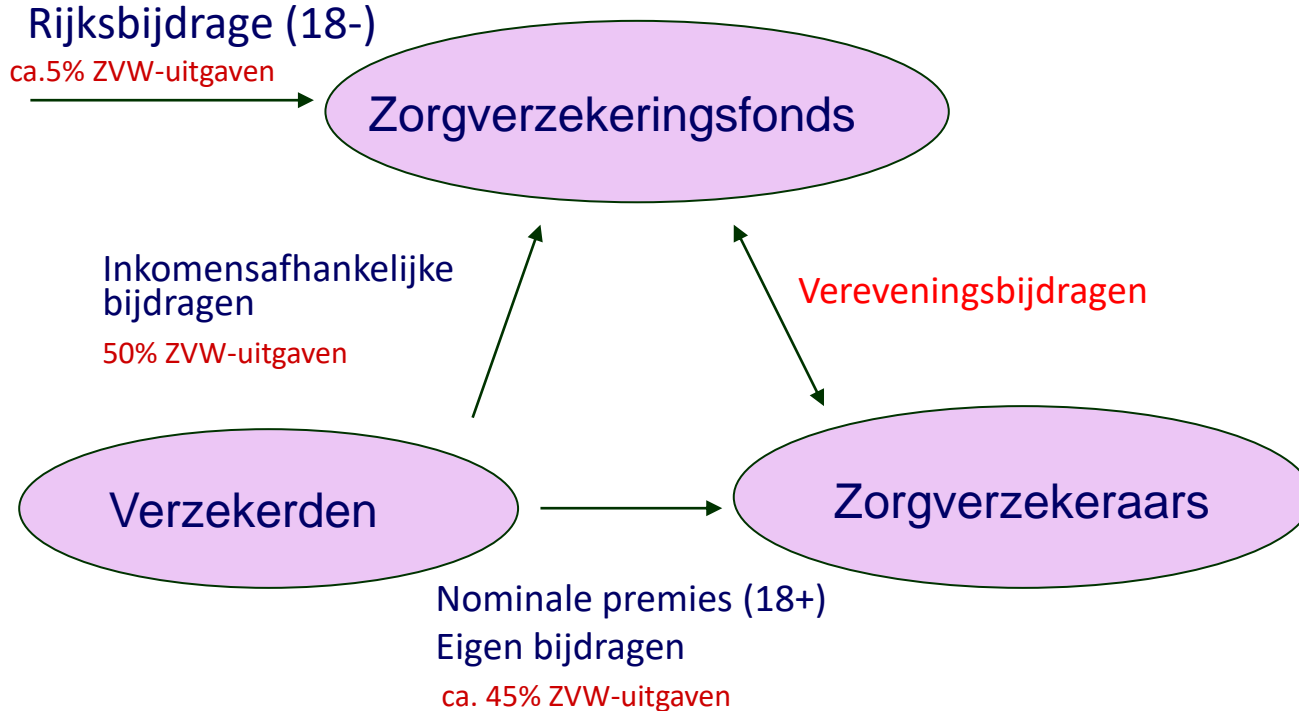 Rijksbijdrage (18-)
ca.5% ZVW-uitgaven
Zorgverzekeringsfonds
Inkomensafhankelijke
bijdragen
50% ZVW-uitgaven
Vereveningsbijdragen
Verzekerden
Zorgverzekeraars
Nominale premies (18+)
Eigen bijdragen
ca. 45% ZVW-uitgaven